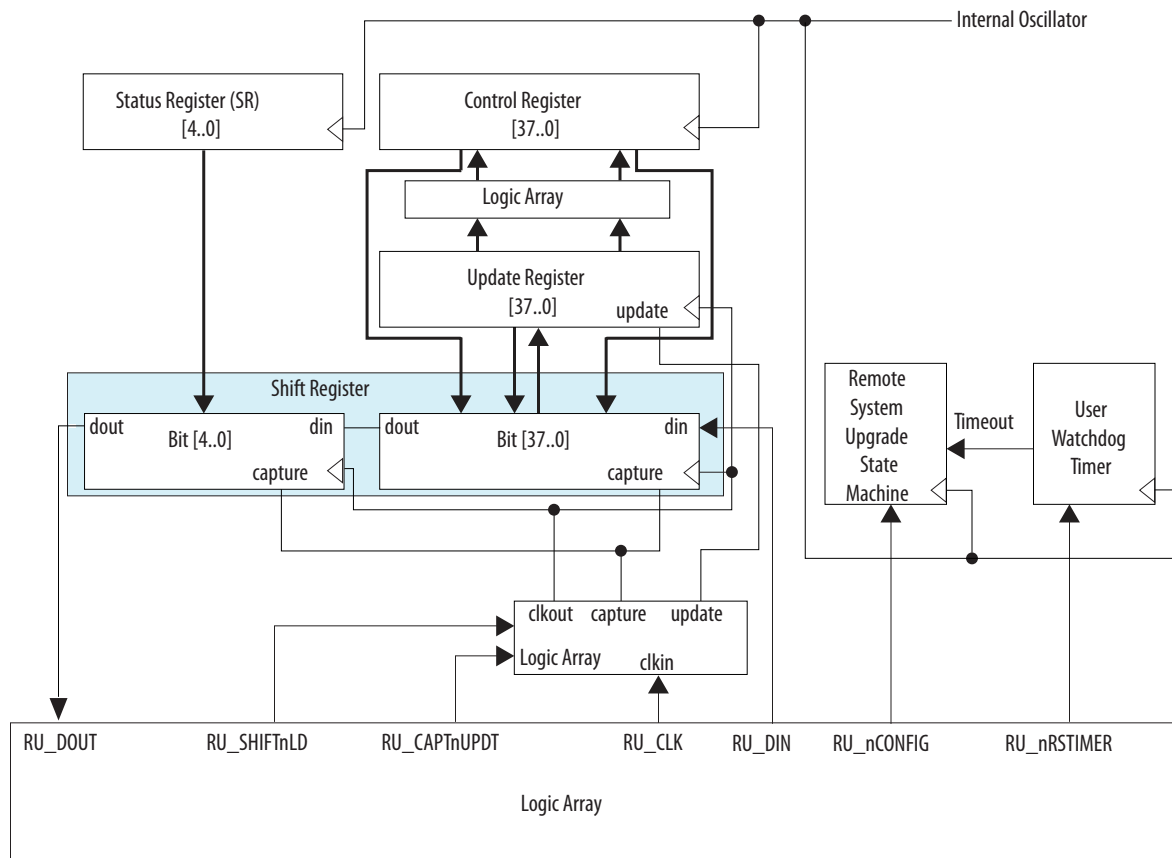 Internal Oscillator
Status Register (SR)
[4..0]
Control Register
[37..0]
Logic Array
Update Register
[37..0]
update
Shift Register
dout
Bit [4..0]
din
capture
dout
Bit [37..0]
din
capture
Remote
System
Upgrade
State
Machine
Timeout
User
Watchdog
Timer
clkout
capture
update
Logic Array
clkin
RU_DOUT
RU_SHIFTnLD
RU_CAPTnUPDT
RU_CLK
RU_DIN
RU_nCONFIG
RU_nRSTIMER
Logic Array